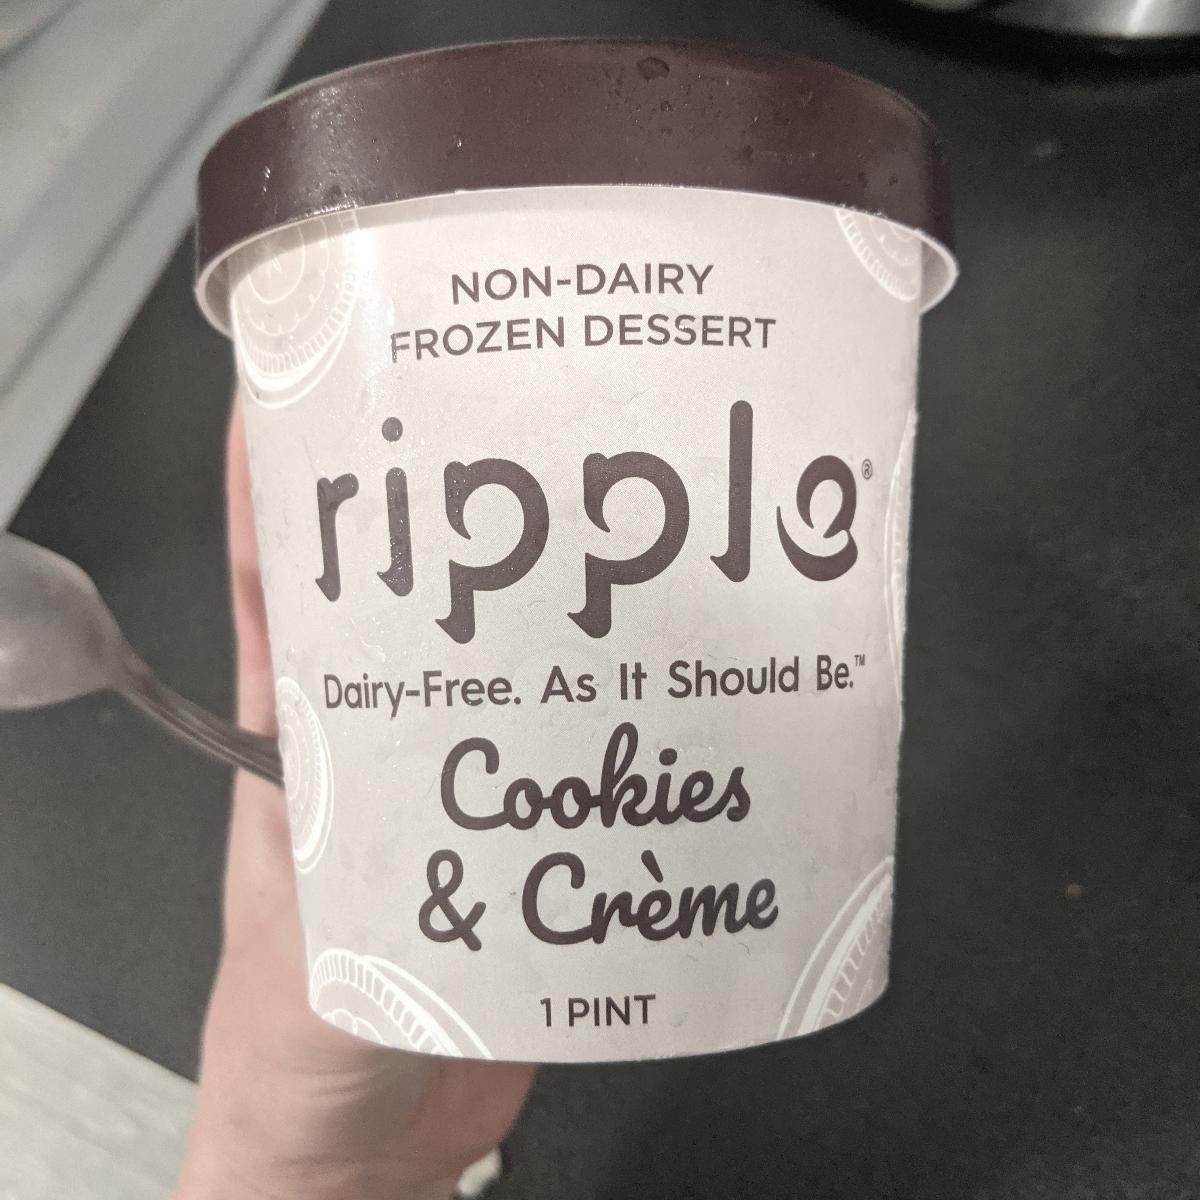 NON-DAIRY
FROZEN DESSERT
ripple®
Dairy-Free. As It Should Be.™
Cookies
& Crème
1 PINT